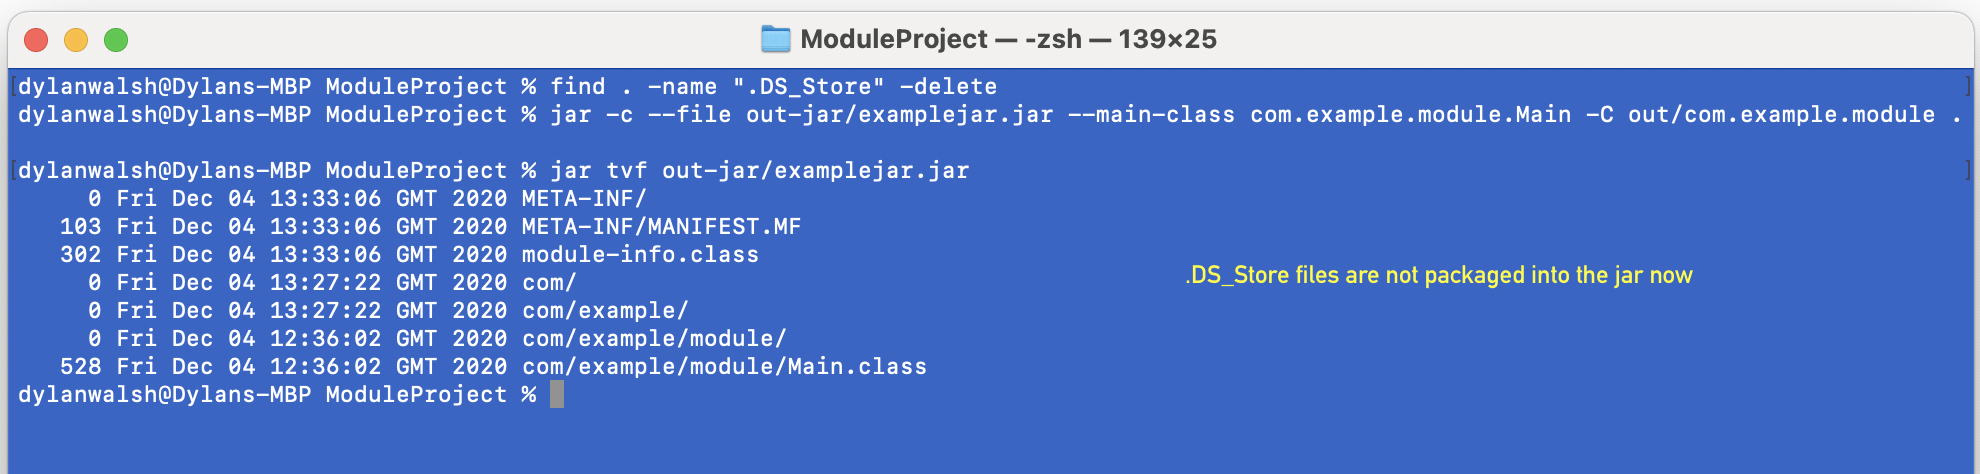 ModuleProject — -zsh — 139×25
[dylanwalsh@Dylans-MBP ModuleProject % find . -name ".DS_Store" -delete ]
dylanwalsh@Dylans-MBP ModuleProject % jar -c --file out-jar/examplejar.jar --main-class com.example.module.Main -C out/com.example.module .
[dylanwalsh@Dylans-MBP ModuleProject % jar tvf out-jar/examplejar.jar ]
0 Fri Dec 04 13:33:06 GMT 2020 META-INF/
103 Fri Dec 04 13:33:06 GMT 2020 META-INF/MANIFEST.MF
302 Fri Dec 04 13:33:06 GMT 2020 module-info.class
.DS_Store files are not packaged into the jar now
0 Fri Dec 04 13:27:22 GMT 2020 com/
0 Fri Dec 04 13:27:22 GMT 2020 com/example/
0 Fri Dec 04 12:36:02 GMT 2020 com/example/module/
528 Fri Dec 04 12:36:02 GMT 2020 com/example/module/Main.class
dylanwalsh@Dylans-MBP ModuleProject %